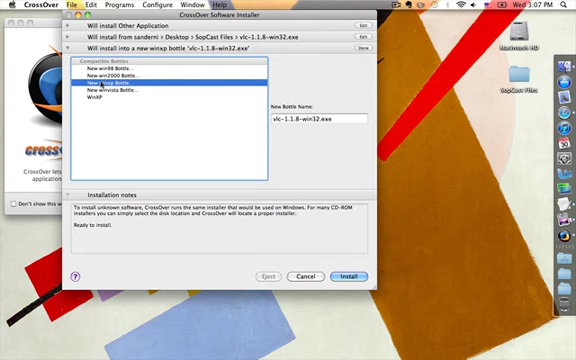 CrossOver File Edit Programs Configure Window Help
Wed 3:07 PM
CrossOver Software Installer
Will install Other Application
Edit
Will install from sanderni > Desktop > SopCast Files > vlc-1.1.8-win32.exe
Edit
Will install into a new winxp bottle 'vlc-1.1.8-win32.exe'
Done
Compatible Bottles
New win98 Bottle...
New win2000 Bottle...
New winxp Bottle...
New winvista Bottle...
WinXP
New Bottle Name:
vlc-1.1.8-win32.exe
Installation notes
To install unknown software, CrossOver runs the same installer that would be used on Windows. For many CD-ROM
installers you can simply select the disk location and CrossOver will locate a proper installer.
Ready to install.
?
Eject
Cancel
Install
CrossOver lets
application
Don't show this
Macintosh HD
SopCast Files
30